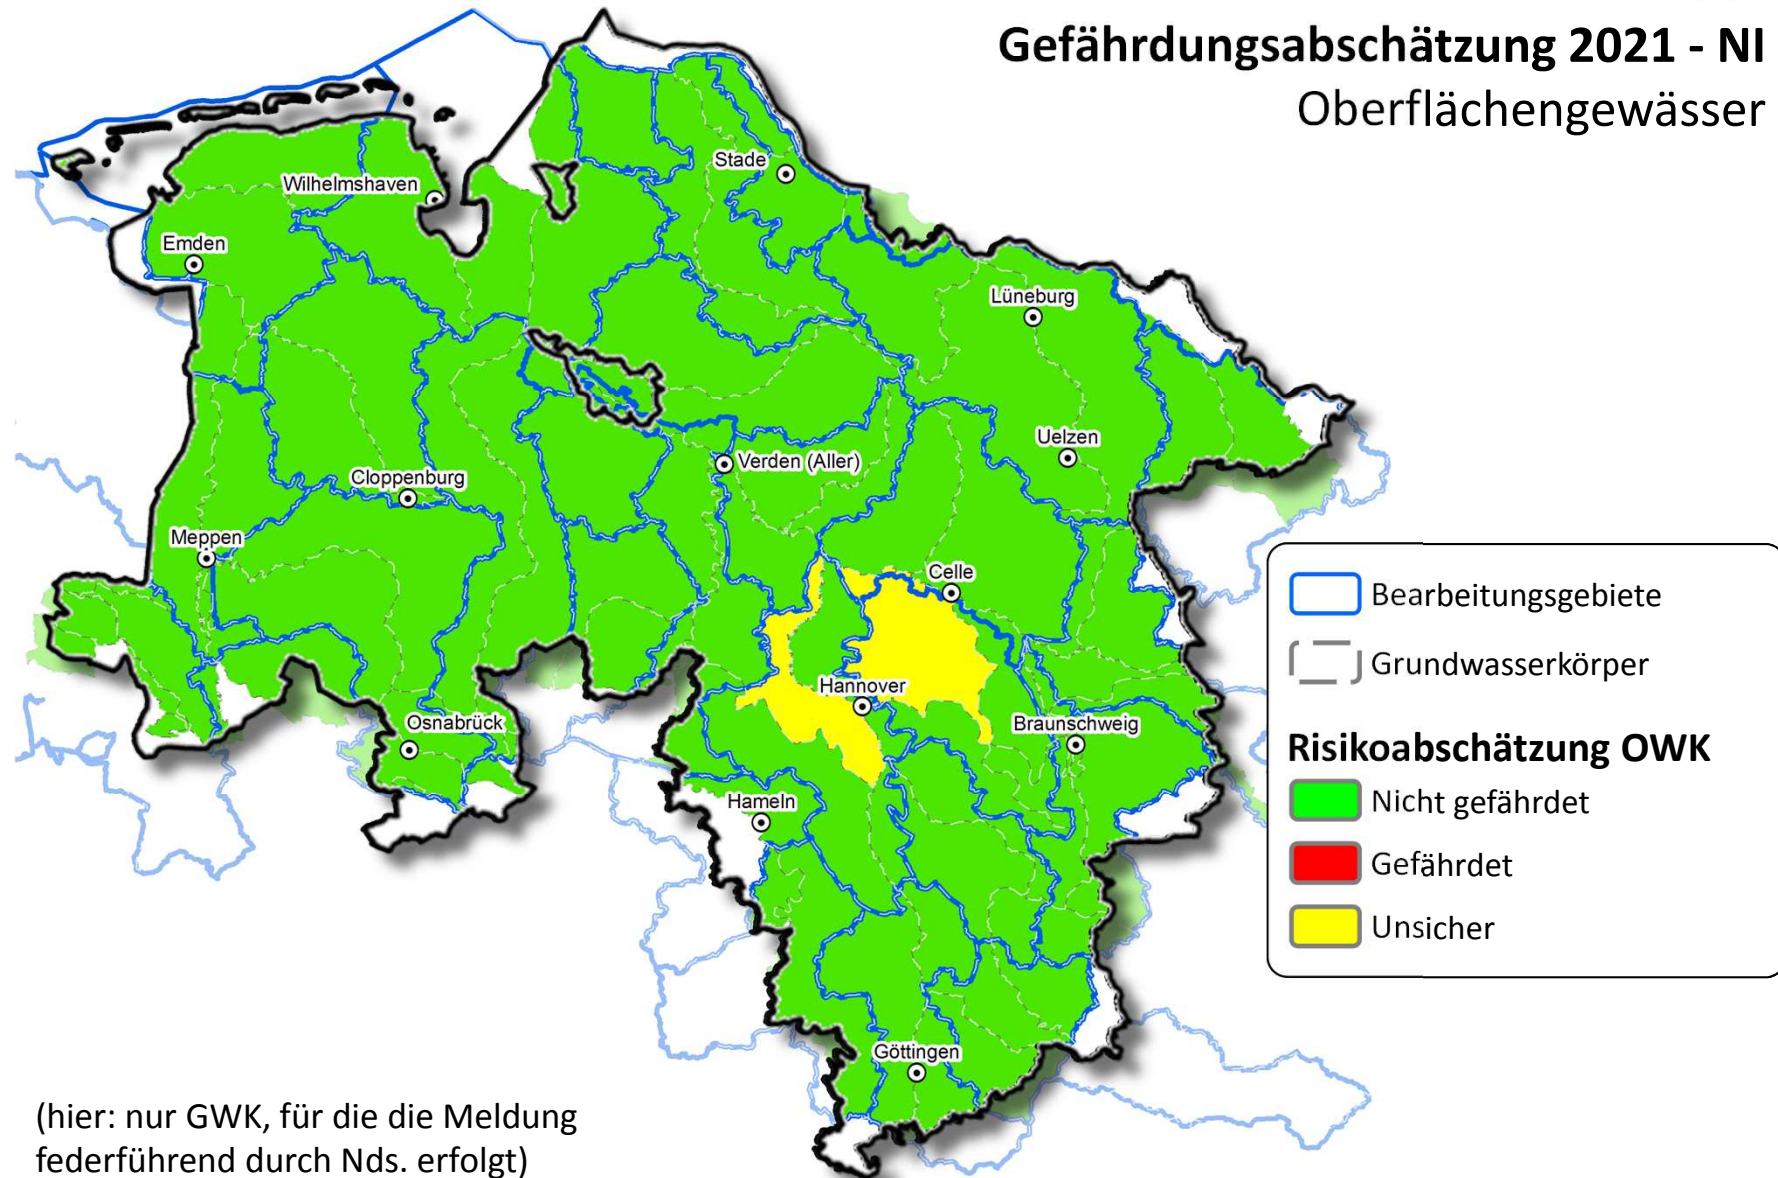 Gefährdungsabschätzung 2021 - NI
Oberflächengewässer
Stade
Wilhelmshaven
Emden
Lüneburg
Uelzen
Verden (Aller)
Cloppenburg
Meppen
Celle
Hannover
Osnabrück
Braunschweig
Hameln
Göttingen
Bearbeitungsgebiete
Grundwasserkörper
Risikoabschätzung OWK
Nicht gefährdet
Gefährdet
Unsicher
(hier: nur GWK, für die die Meldung
federführend durch Nds. erfolgt)